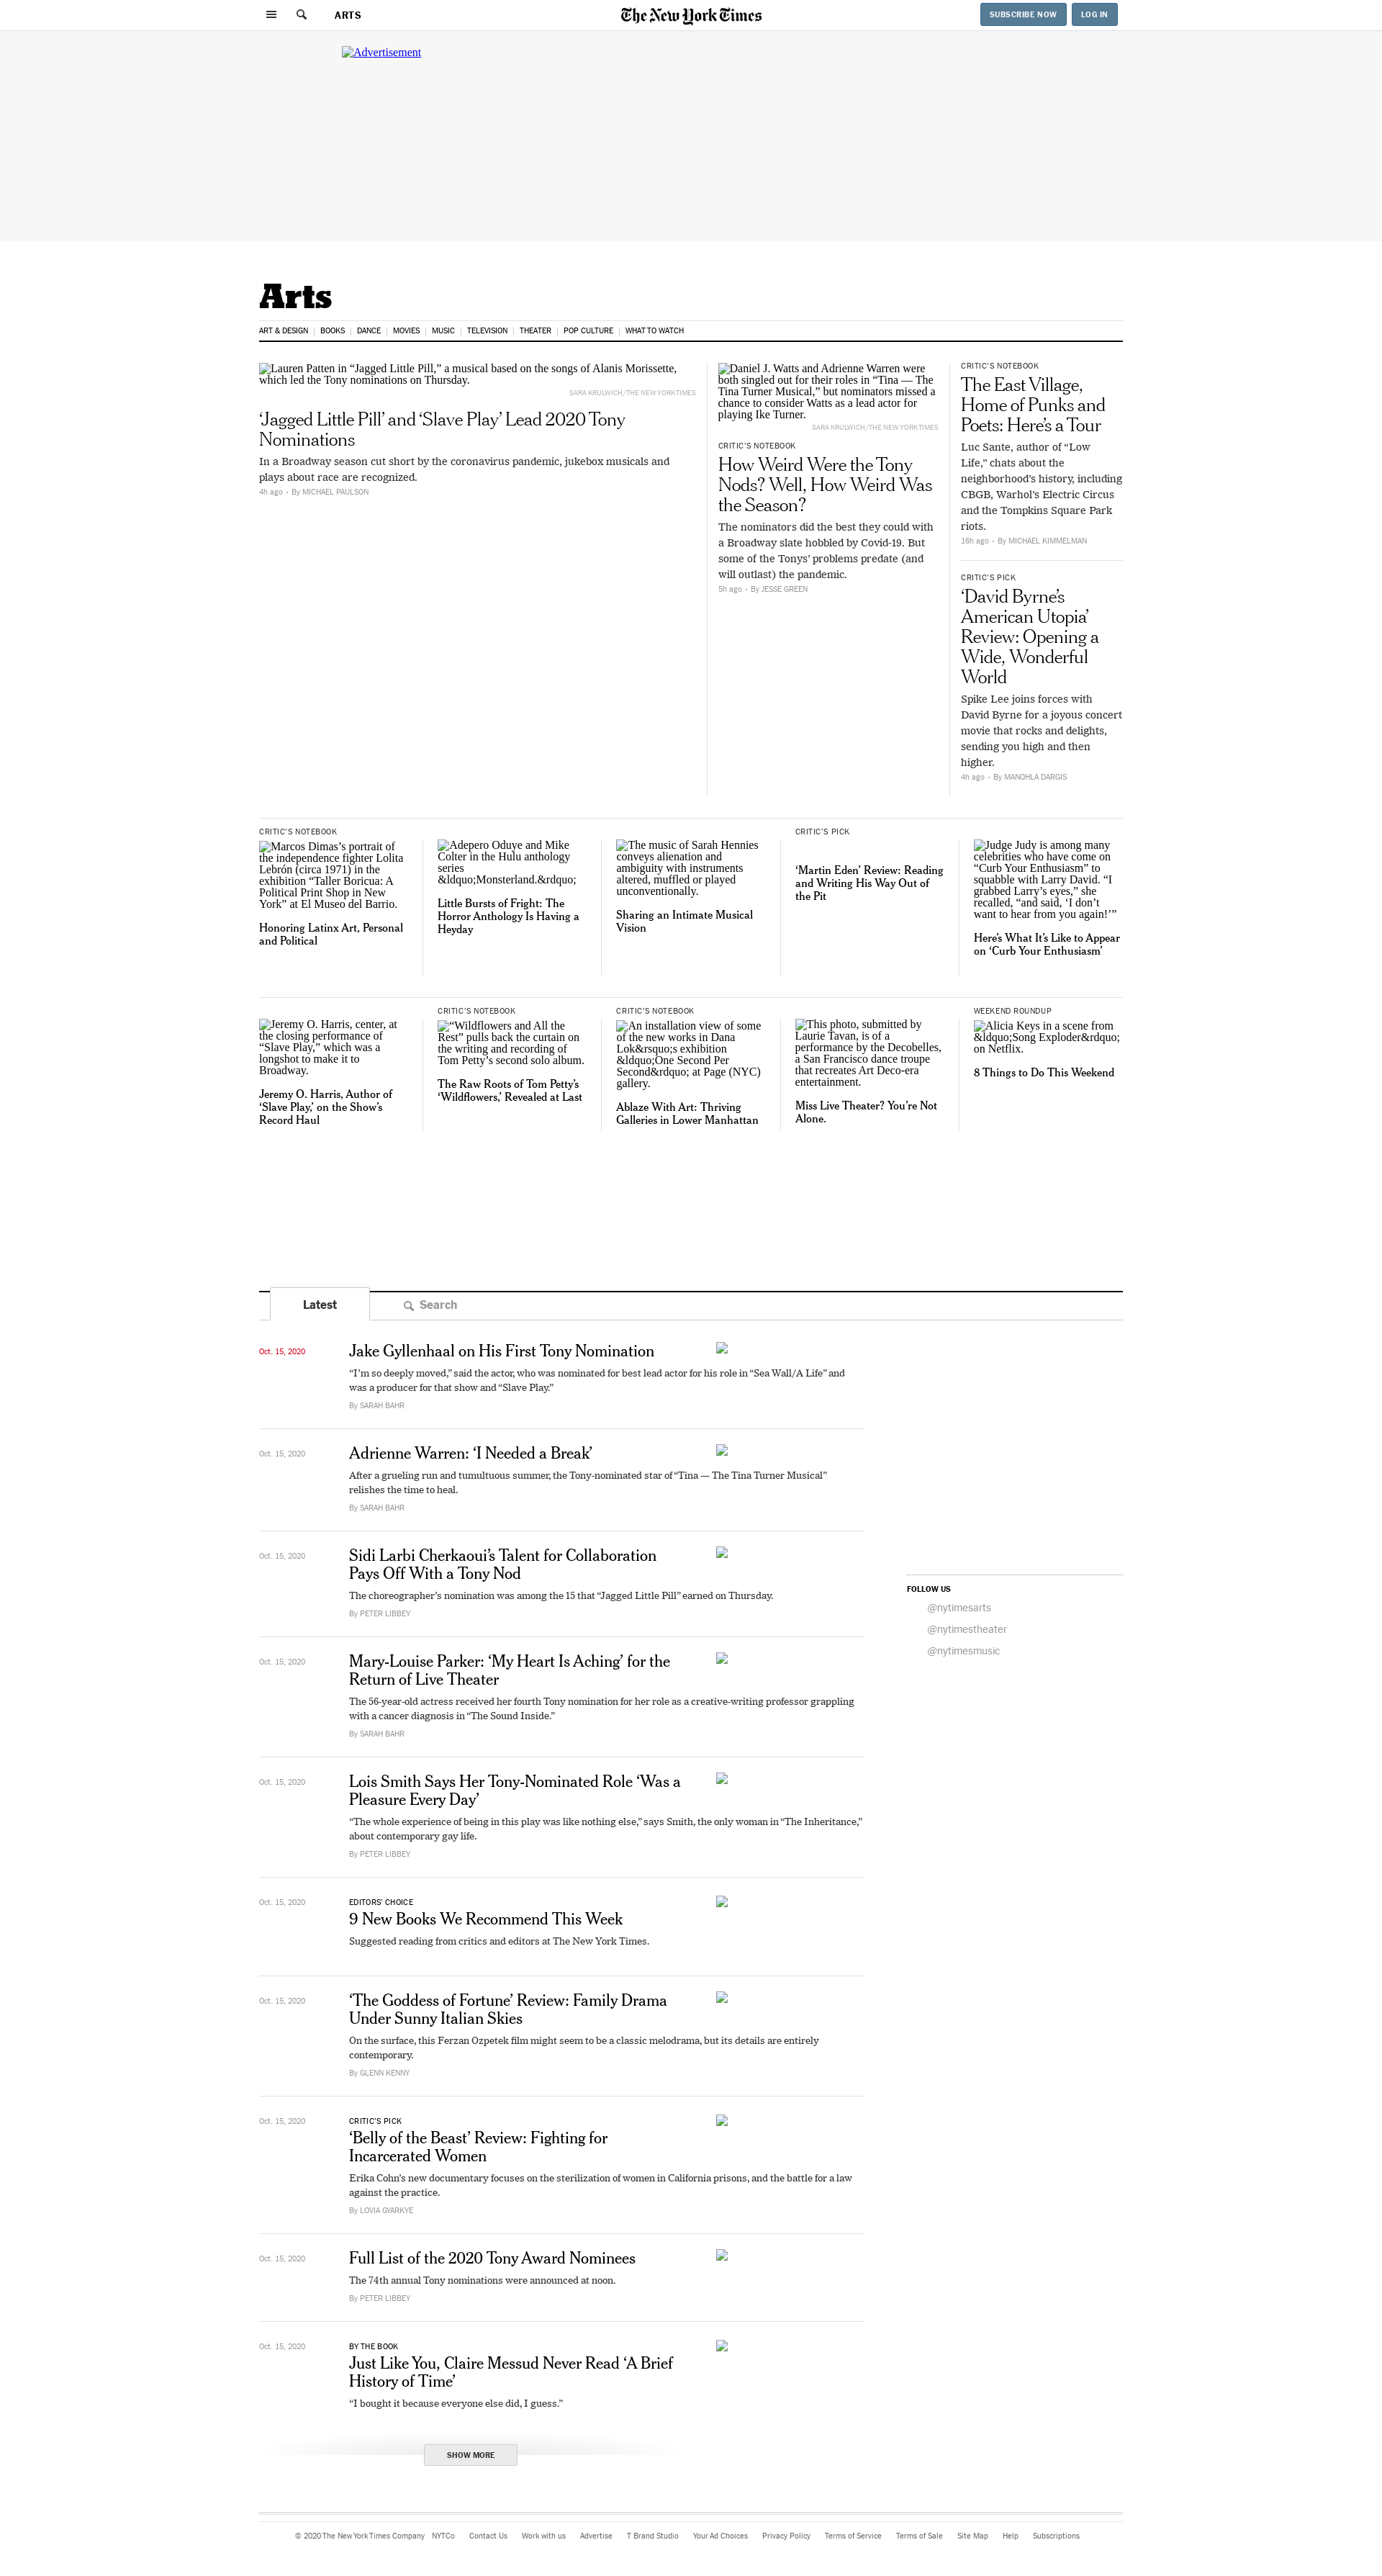 ARTS
The New York Times
SUBSCRIBE NOW
LOG IN
Advertisement
Arts
ART & DESIGN | BOOKS | DANCE | MOVIES | MUSIC | TELEVISION | THEATER | POP CULTURE | WHAT TO WATCH
Lauren Patten in “Jagged Little Pill,” a musical based on the songs of Alanis Morissette,
which led the Tony nominations on Thursday.
SARA KRULWICH/THE NEW YORK TIMES
‘Jagged Little Pill’ and ‘Slave Play’ Lead 2020 Tony
Nominations
In a Broadway season cut short by the coronavirus pandemic, jukebox musicals and
plays about race are recognized.
4h ago • By MICHAEL PAULSON
Daniel J. Watts and Adrienne Warren were
both singled out for their roles in “Tina — The
Tina Turner Musical,” but nominators missed a
chance to consider Watts as a lead actor for
playing Ike Turner.
SARA KRULWICH/THE NEW YORK TIMES
CRITIC’S NOTEBOOK
How Weird Were the Tony
Nods? Well, How Weird Was
the Season?
The nominators did the best they could with
a Broadway slate hobbled by Covid-19. But
some of the Tonys’ problems predate (and
will outlast) the pandemic.
5h ago • By JESSE GREEN
CRITIC’S NOTEBOOK
The East Village,
Home of Punks and
Poets: Here’s a Tour
Luc Sante, author of “Low
Life,” chats about the
neighborhood’s history, including
CBGB, Warhol’s Electric Circus
and the Tompkins Square Park
riots.
16h ago • By MICHAEL KIMMELMAN
CRITIC’S PICK
‘David Byrne’s
American Utopia’
Review: Opening a
Wide, Wonderful
World
Spike Lee joins forces with
David Byrne for a joyous concert
movie that rocks and delights,
sending you high and then
higher.
4h ago • By MANOHLA DARGIS
CRITIC’S NOTEBOOK
Marcos Dimas’s portrait of
the independence fighter Lolita
Lebrón (circa 1971) in the
exhibition “Taller Boricua: A
Political Print Shop in New
York” at El Museo del Barrio.
Honoring Latinx Art, Personal
and Political
Adepero Oduye and Mike
Colter in the Hulu anthology
series
&ldquo;Monsterland.&rdquo;
Little Bursts of Fright: The
Horror Anthology Is Having a
Heyday
The music of Sarah Hennies
conveys alienation and
ambiguity with instruments
altered, muffled or played
unconventionally.
Sharing an Intimate Musical
Vision
CRITIC’S PICK
‘Martin Eden’ Review: Reading
and Writing His Way Out of
the Pit
Judge Judy is among many
celebrities who have come on
“Curb Your Enthusiasm” to
squabble with Larry David. “I
grabbed Larry’s eyes,” she
recalled, “and said, ‘I don’t
want to hear from you again!’”
Here’s What It’s Like to Appear
on ‘Curb Your Enthusiasm’
Jeremy O. Harris, center, at
the closing performance of
“Slave Play,” which was a
longshot to make it to
Broadway.
Jeremy O. Harris, Author of
‘Slave Play,’ on the Show’s
Record Haul
CRITIC’S NOTEBOOK
“Wildflowers and All the
Rest” pulls back the curtain on
the writing and recording of
Tom Petty’s second solo album.
The Raw Roots of Tom Petty’s
‘Wildflowers,’ Revealed at Last
CRITIC’S NOTEBOOK
An installation view of some
of the new works in Dana
Lok&rsquo;s exhibition
&ldquo;One Second Per
Second&rdquo; at Page (NYC)
gallery.
Ablaze With Art: Thriving
Galleries in Lower Manhattan
This photo, submitted by
Laurie Tavan, is of a
performance by the Decobelles,
a San Francisco dance troupe
that recreates Art Deco-era
entertainment.
Miss Live Theater? You’re Not
Alone.
WEEKEND ROUNDUP
Alicia Keys in a scene from
&ldquo;Song Exploder&rdquo;
on Netflix.
8 Things to Do This Weekend
Latest
Search
Oct. 15, 2020
Jake Gyllenhaal on His First Tony Nomination
“I’m so deeply moved,” said the actor, who was nominated for best lead actor for his role in “Sea Wall/A Life” and
was a producer for that show and “Slave Play.”
By SARAH BAHR
Oct. 15, 2020
Adrienne Warren: ‘I Needed a Break’
After a grueling run and tumultuous summer, the Tony-nominated star of “Tina — The Tina Turner Musical”
relishes the time to heal.
By SARAH BAHR
Oct. 15, 2020
Sidi Larbi Cherkaoui’s Talent for Collaboration
Pays Off With a Tony Nod
The choreographer’s nomination was among the 15 that “Jagged Little Pill” earned on Thursday.
By PETER LIBBEY
FOLLOW US
@nytimesarts
@nytimestheater
@nytimesmusic
Oct. 15, 2020
Mary-Louise Parker: ‘My Heart Is Aching’ for the
Return of Live Theater
The 56-year-old actress received her fourth Tony nomination for her role as a creative-writing professor grappling
with a cancer diagnosis in “The Sound Inside.”
By SARAH BAHR
Oct. 15, 2020
Lois Smith Says Her Tony-Nominated Role ‘Was a
Pleasure Every Day’
“The whole experience of being in this play was like nothing else,” says Smith, the only woman in “The Inheritance,”
about contemporary gay life.
By PETER LIBBEY
Oct. 15, 2020
EDITORS’ CHOICE
9 New Books We Recommend This Week
Suggested reading from critics and editors at The New York Times.
Oct. 15, 2020
‘The Goddess of Fortune’ Review: Family Drama
Under Sunny Italian Skies
On the surface, this Ferzan Ozpetek film might seem to be a classic melodrama, but its details are entirely
contemporary.
By GLENN KENNY
Oct. 15, 2020
CRITIC’S PICK
‘Belly of the Beast’ Review: Fighting for
Incarcerated Women
Erika Cohn’s new documentary focuses on the sterilization of women in California prisons, and the battle for a law
against the practice.
By LOVIA GYARKYE
Oct. 15, 2020
Full List of the 2020 Tony Award Nominees
The 74th annual Tony nominations were announced at noon.
By PETER LIBBEY
Oct. 15, 2020
BY THE BOOK
Just Like You, Claire Messud Never Read ‘A Brief
History of Time’
“I bought it because everyone else did, I guess.”
SHOW MORE
© 2020 The New York Times Company NYTCo Contact Us Work with us Advertise T Brand Studio Your Ad Choices Privacy Policy Terms of Service Terms of Sale Site Map Help Subscriptions